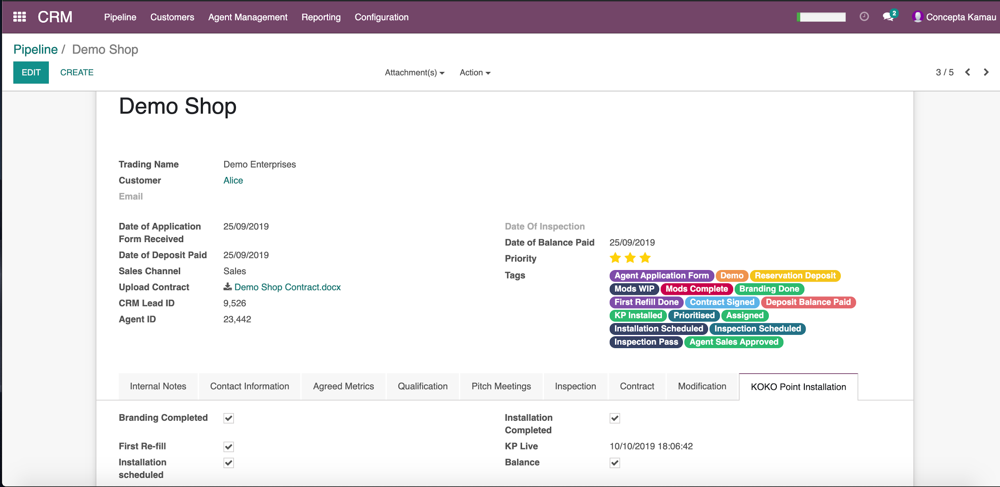 CRM Pipeline Customers Agent Management Reporting Configuration 2 Concepta Kamau
Pipeline / Demo Shop
EDIT CREATE Attachment(s) Action 3 / 5
Demo Shop
Trading Name Demo Enterprises
Customer Alice
Email
Date of Application Form Received 25/09/2019
Date of Deposit Paid 25/09/2019
Sales Channel Sales
Upload Contract Demo Shop Contract.docx
CRM Lead ID 9,526
Agent ID 23,442
Date Of Inspection
Date of Balance Paid 25/09/2019
Priority
Tags Agent Application Form Demo Reservation Deposit
Mods WIP Mods Complete Branding Done
First Refill Done Contract Signed Deposit Balance Paid
KP Installed Prioritised Assigned
Installation Scheduled Inspection Scheduled
Inspection Pass Agent Sales Approved
Internal Notes Contact Information Agreed Metrics Qualification Pitch Meetings Inspection Contract Modification KOKO Point Installation
Branding Completed
First Re-fill
Installation scheduled
Installation Completed
KP Live 10/10/2019 18:06:42
Balance